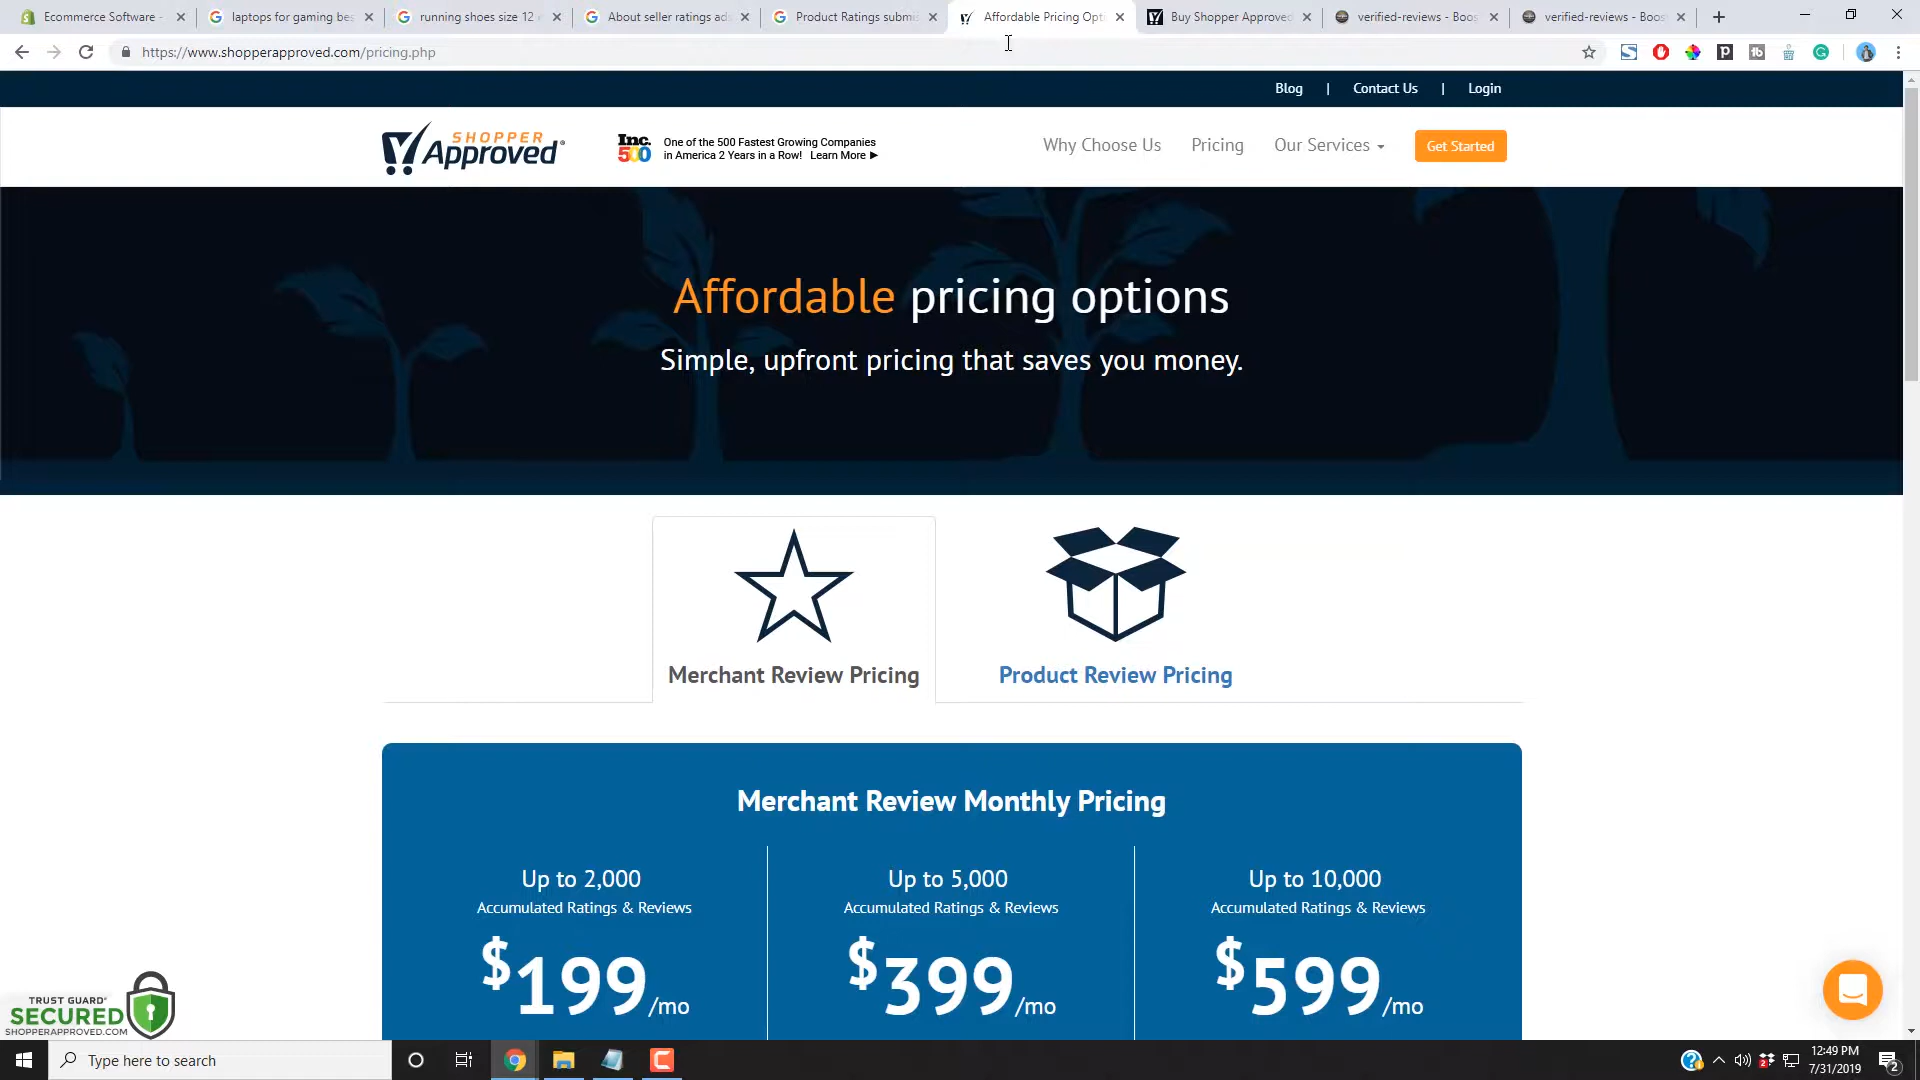 Ecommerce Software -
laptops for gaming bes
running shoes size 12
About seller ratings ads
Product Ratings submis
Affordable Pricing Opti
Buy Shopper Approved
verified-reviews - Boos
verified-reviews - Boos
https://www.shopperapproved.com/pricing.php
Blog | Contact Us | Login
SHOPPER
Approved®
Inc.
500
One of the 500 Fastest Growing Companies
in America 2 Years in a Row! Learn More ▶
Why Choose Us
Pricing
Our Services
Get Started
Affordable pricing options
Simple, upfront pricing that saves you money.
Merchant Review Pricing
Product Review Pricing
Merchant Review Monthly Pricing
Up to 2,000
Accumulated Ratings & Reviews
$199/mo
Up to 5,000
Accumulated Ratings & Reviews
$399/mo
Up to 10,000
Accumulated Ratings & Reviews
$599/mo
TRUST GUARD®
SECURED
SHOPPERAPPROVED.COM
Type here to search
12:49 PM
7/31/2019
2